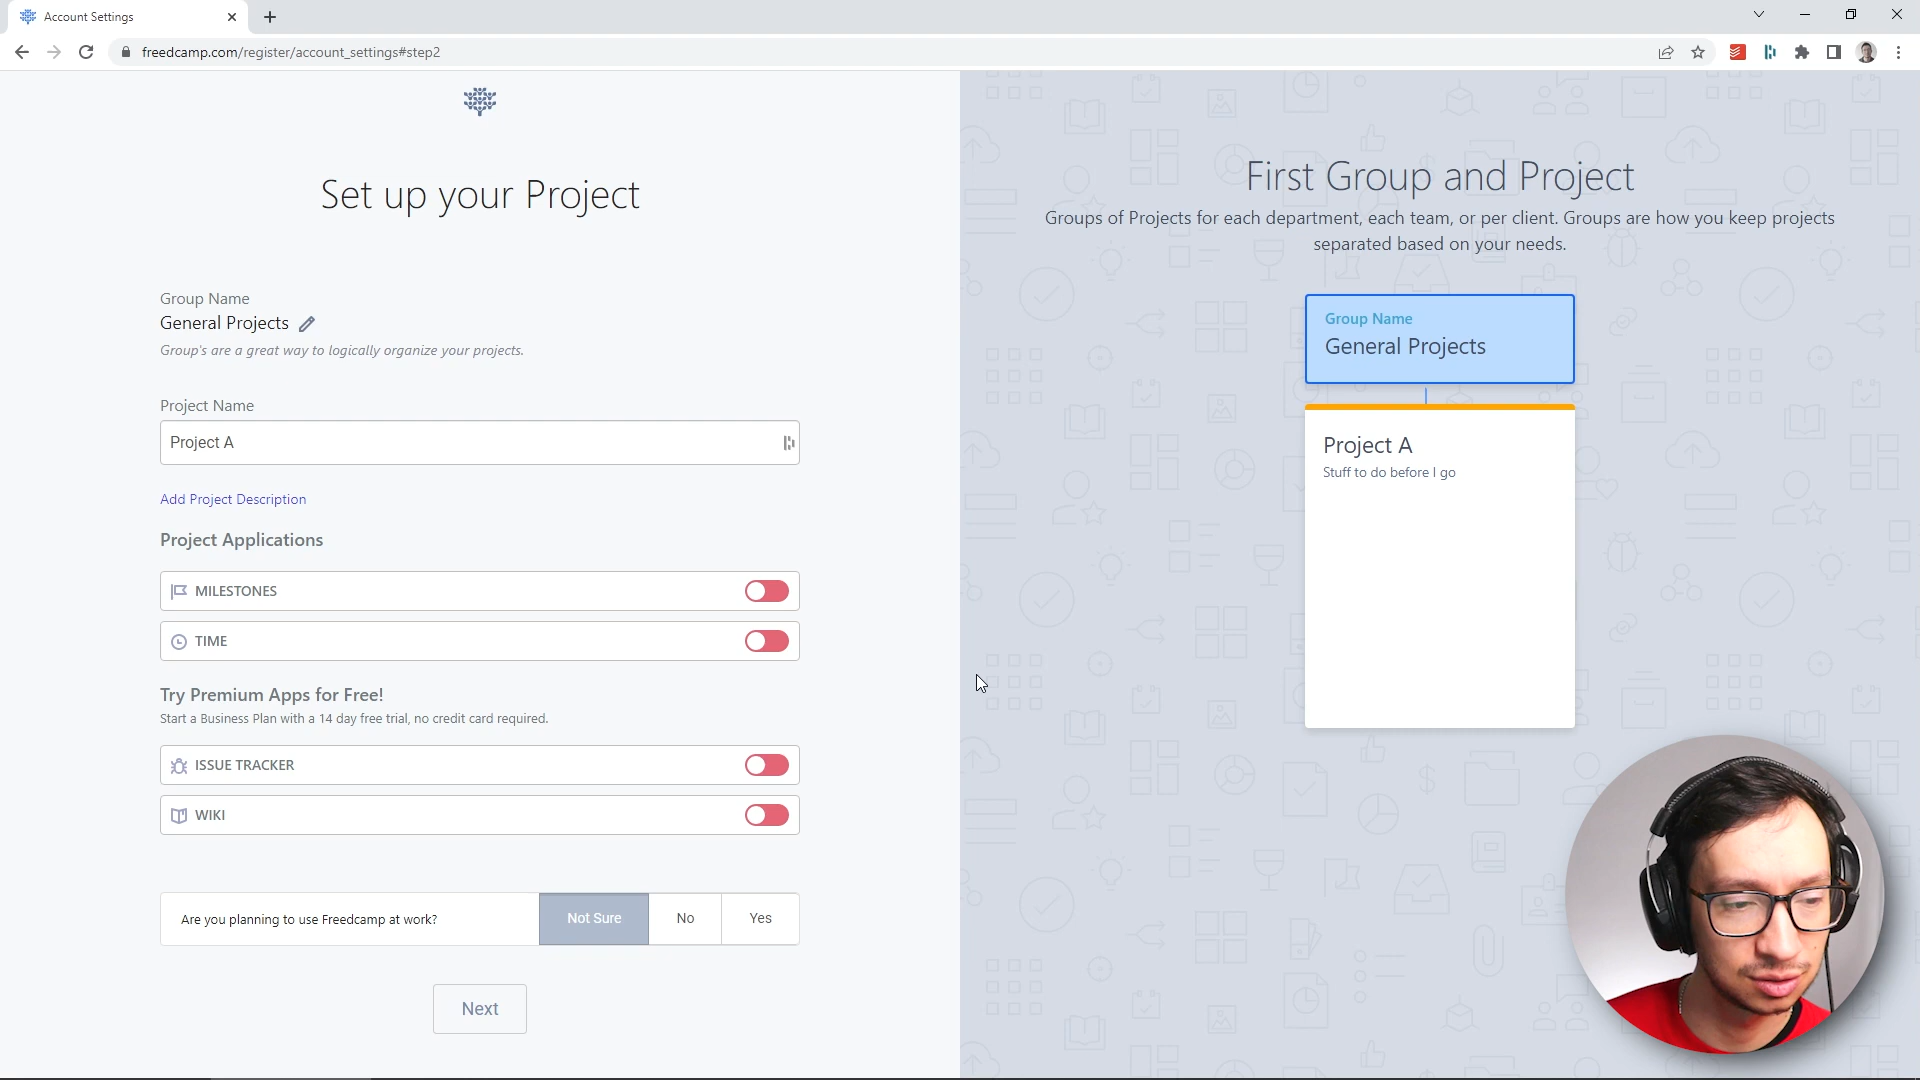 Account Settings
freedcamp.com/register/account_settings#step2
Set up your Project
Group Name
General Projects
Group's are a great way to logically organize your projects.
Project Name
Project A
Add Project Description
Project Applications
MILESTONES
TIME
Try Premium Apps for Free!
Start a Business Plan with a 14 day free trial, no credit card required.
ISSUE TRACKER
WIKI
Are you planning to use Freedcamp at work?
Not Sure
No
Yes
Next
First Group and Project
Groups of Projects for each department, each team, or per client. Groups are how you keep projects
separated based on your needs.
Group Name
General Projects
Project A
Stuff to do before I go